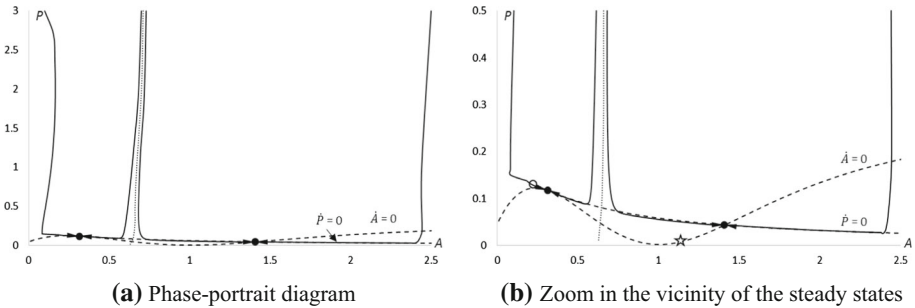 3
P
2.5
2
1.5
1
0.5
0
Ṗ = 0
Ȧ = 0
A
0
0.5
1
1.5
2
2.5
(a) Phase-portrait diagram
0.5
P
0.4
0.3
0.2
0.1
0
Ȧ = 0
Ṗ = 0
A
0
0.5
1
1.5
2
2.5
(b) Zoom in the vicinity of the steady states